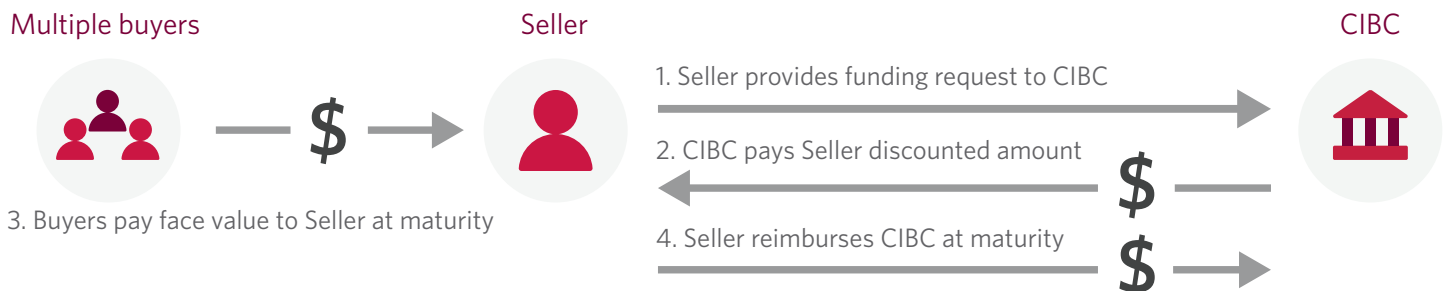 Multiple buyers
Seller
CIBC
1. Seller provides funding request to CIBC
$
2. CIBC pays Seller discounted amount
$
3. Buyers pay face value to Seller at maturity
4. Seller reimburses CIBC at maturity
$